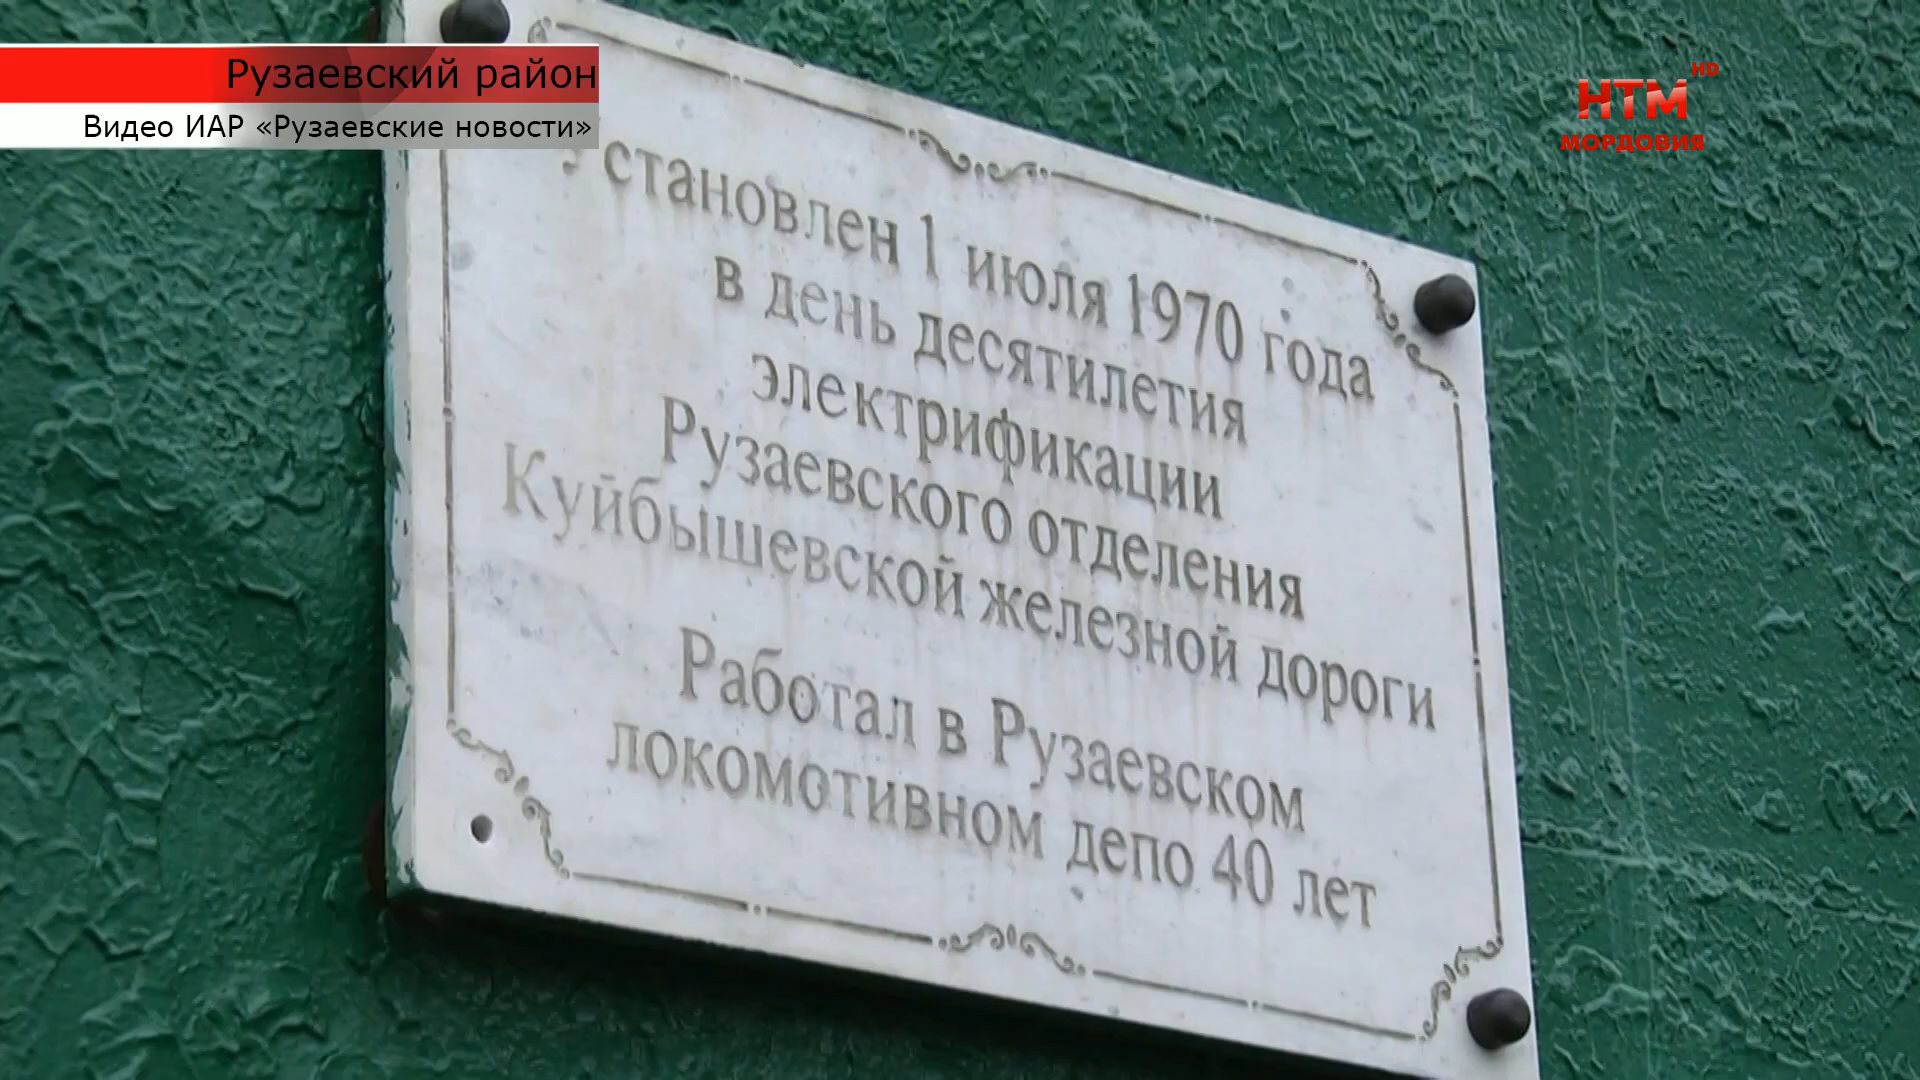 Рузаевский район
Видео ИАР «Рузаевские новости»
НТМ HD
МОРДОВИЯ
Установлен 1 июля 1970 года
в день десятилетия
электрификации
Рузаевского отделения
Куйбышевской железной дороги
Работал в Рузаевском
локомотивном депо 40 лет